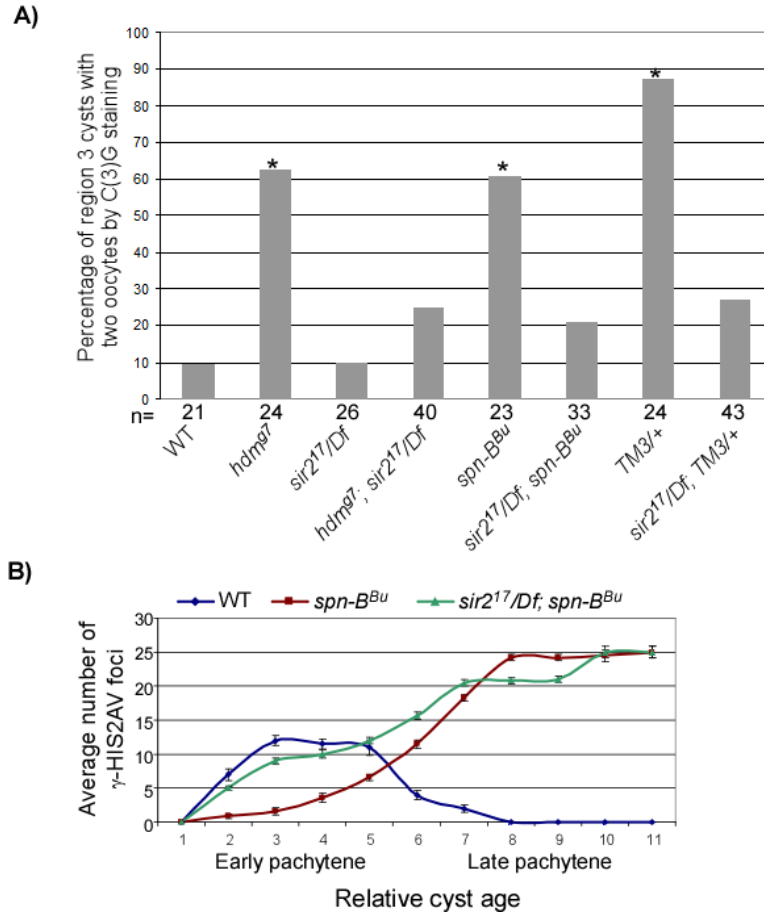 A)
Percentage of region 3 cysts with
two oocytes by C(3)G staining
100
90
80
70
60
50
40
30
20
10
0
* * *
n= 21 24 26 40 23 33 24 43
WT
hdm^g7
sir2^17/Df
hdm^g7; sir2^17/Df
spn-B^Bu
sir2^17/Df; spn-B^Bu
TM3/+
sir2^17/Df; TM3/+
B)
WT spn-B^Bu sir2^17/Df; spn-B^Bu
Average number of
γ-HIS2AV foci
30
25
20
15
10
5
0
1 2 3 4 5 6 7 8 9 10 11
Early pachytene Late pachytene
Relative cyst age